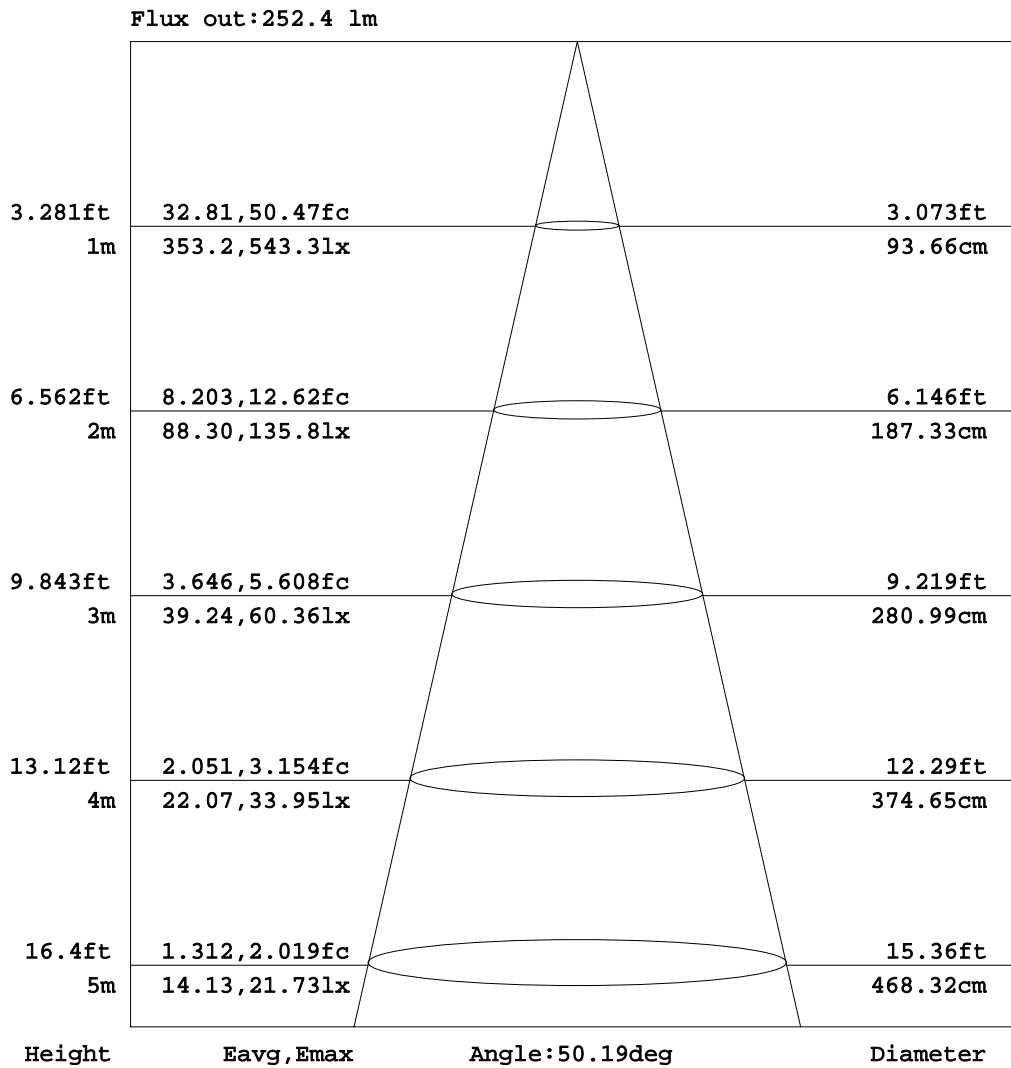 Flux out:252.4 lm
3.281ft 32.81,50.47fc 3.073ft
1m 353.2,543.3lx 93.66cm
6.562ft 8.203,12.62fc 6.146ft
2m 88.30,135.8lx 187.33cm
9.843ft 3.646,5.608fc 9.219ft
3m 39.24,60.36lx 280.99cm
13.12ft 2.051,3.154fc 12.29ft
4m 22.07,33.95lx 374.65cm
16.4ft 1.312,2.019fc 15.36ft
5m 14.13,21.73lx 468.32cm
Height Eavg,Emax Angle:50.19deg Diameter